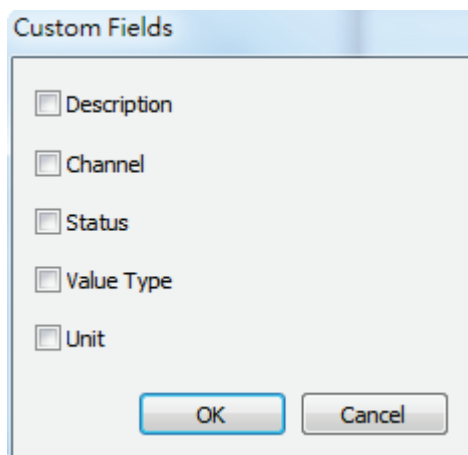 Custom Fields
Description
Channel
Status
Value Type
Unit
OK Cancel